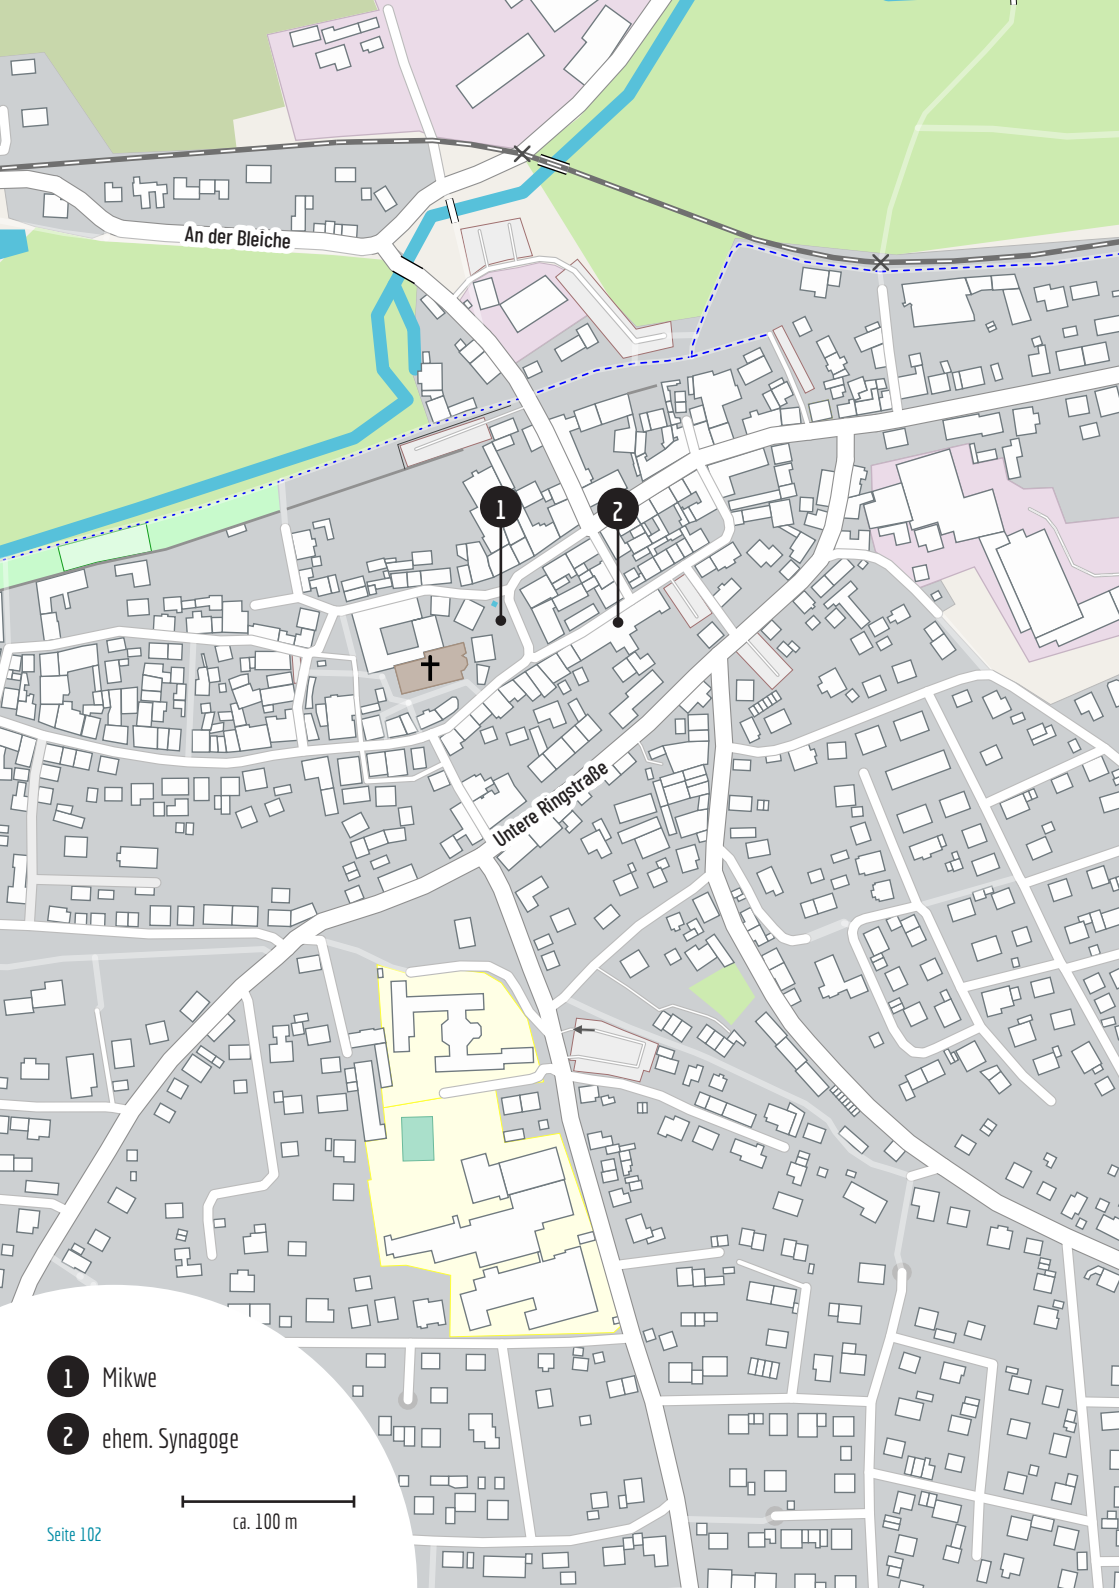 An der Bleiche
1
2
Untere Ringstraße
1 Mikwe
2 ehem. Synagoge
ca. 100 m
Seite 102